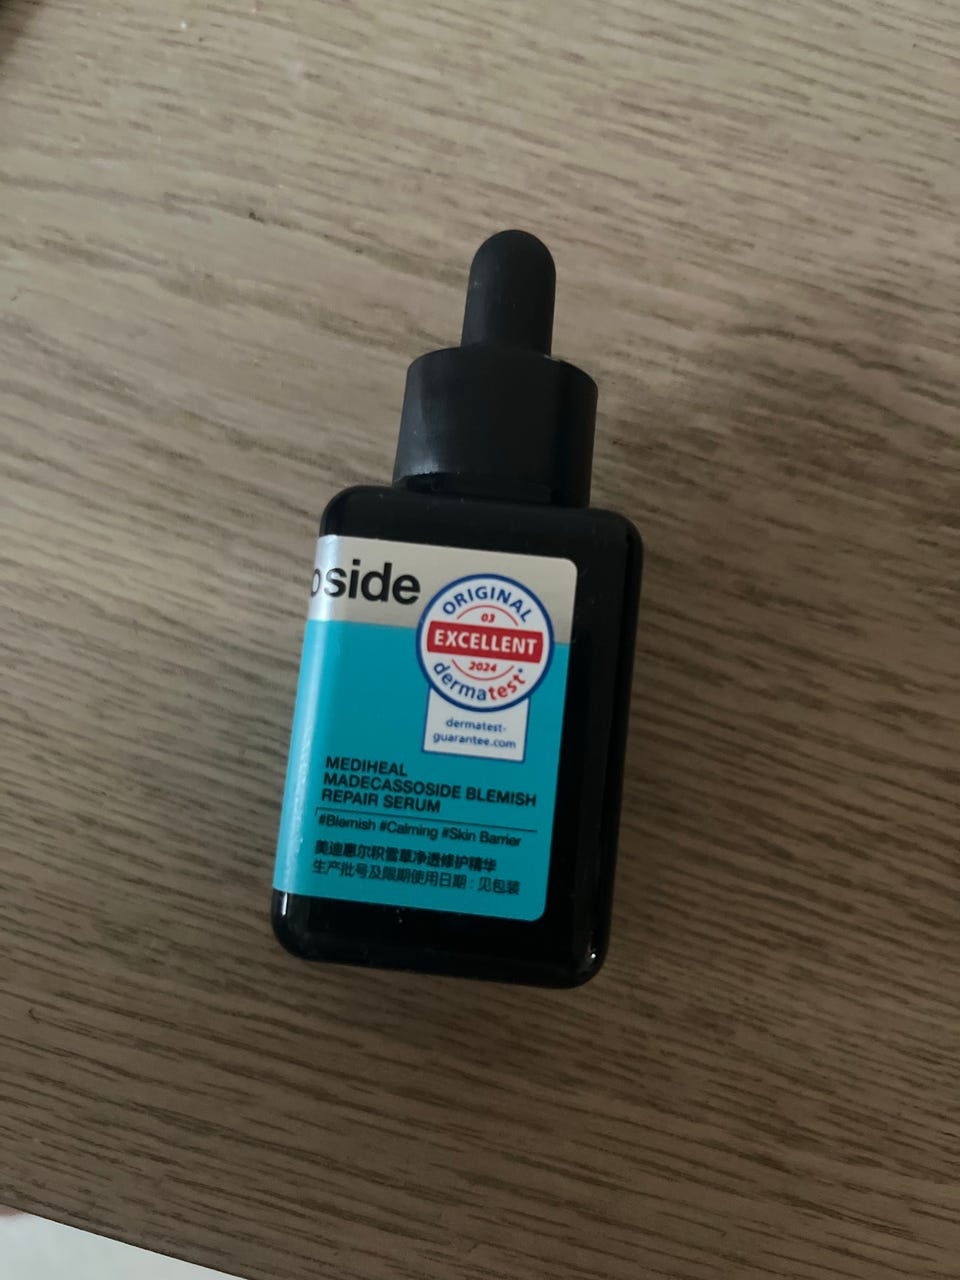 oside
ORIGINAL
03
EXCELLENT
2024
dermatest
dermatest-
guarantee.com
MEDIHEAL
MADECASSOSIDE BLEMISH
REPAIR SERUM
#Blemish #Calming #Skin Barrier
美迪惠尔积雪草净透修护精华
生产批号及限期使用日期：见包装